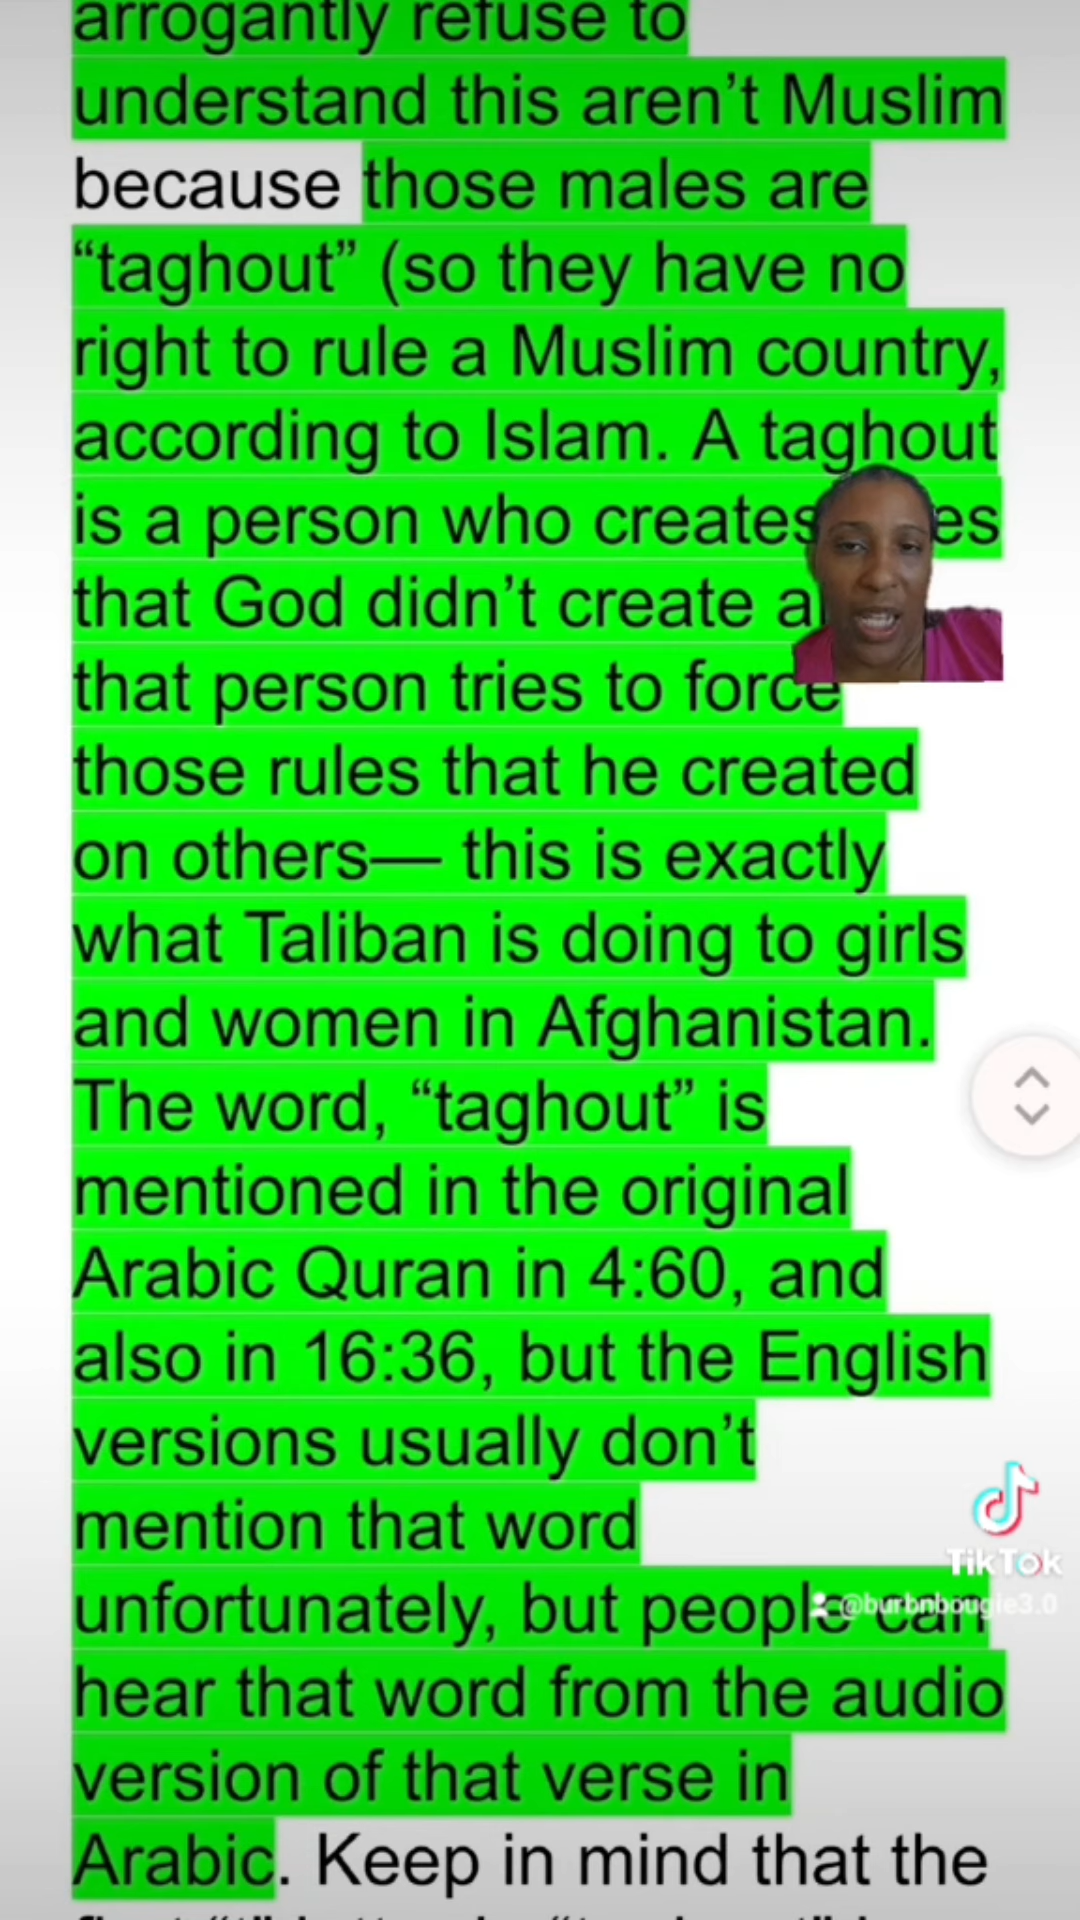 arrogantly refuse to
understand this aren’t Muslim
because those males are
“taghout” (so they have no
right to rule a Muslim country,
according to Islam. A taghout
is a person who creates
that God didn’t create
that person tries to force
those rules that he created
on others— this is exactly
what Taliban is doing to girls
and women in Afghanistan.
The word, “taghout” is
mentioned in the original
Arabic Quran in 4:60, and
also in 16:36, but the English
versions usually don’t
mention that word
unfortunately, but people can
hear that word from the audio
version of that verse in
Arabic. Keep in mind that the
TikTok
@burbnbougie3.0